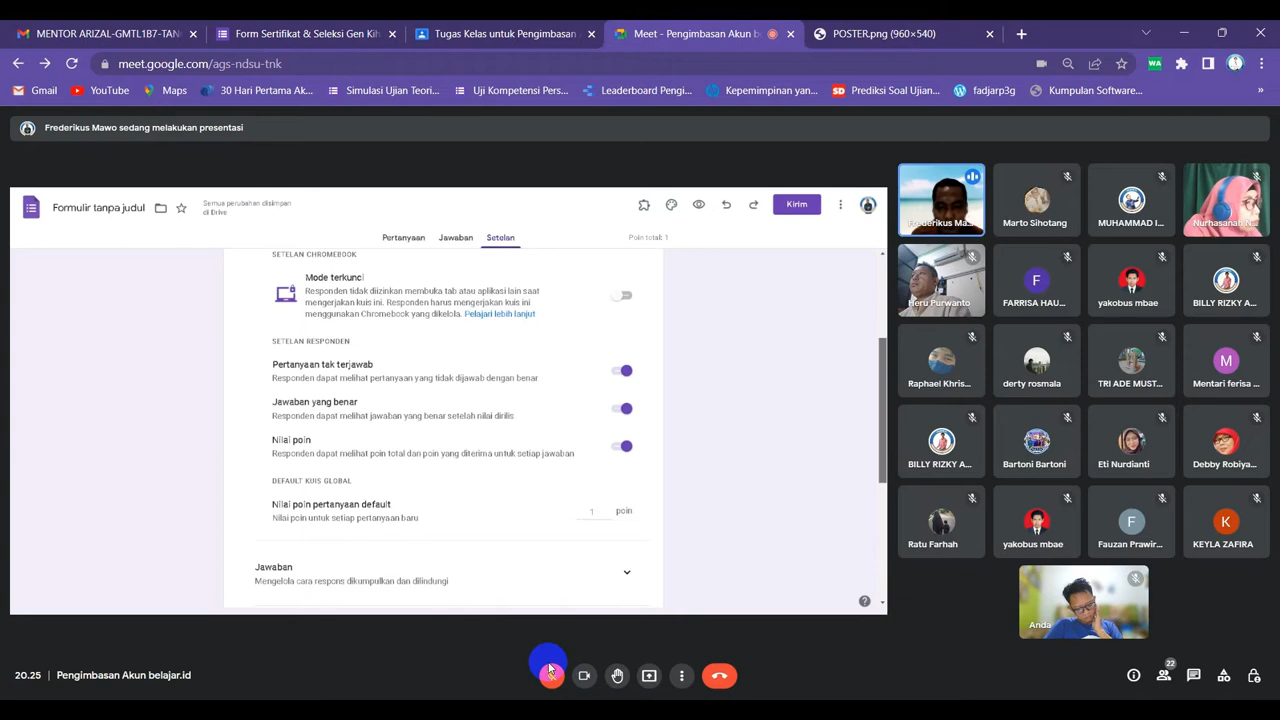 MENTOR ARIZAL-GMTL1B7-TAN
Form Sertifikat & Seleksi Gen Kih
Tugas Kelas untuk Pengimbasan
Meet - Pengimbasan Akun b
POSTER.png (960×540)
meet.google.com/ags-ndsu-tnk
WA
Gmail
YouTube
Maps
30 Hari Pertama Ak...
Simulasi Ujian Teori...
Uji Kompetensi Pers...
Leaderboard Pengi...
Kepemimpinan yan...
SD Prediksi Soal Ujian...
fadjarp3g
Kumpulan Software...
»
Frederikus Mawo sedang melakukan presentasi
Formulir tanpa judul
Semua perubahan disimpan
di Drive
Kirim
Pertanyaan Jawaban Setelan
Poin total: 1
SETELAN CHROMEBOOK
Mode terkunci
Responden tidak diizinkan membuka tab atau aplikasi lain saat
mengerjakan kuis ini. Responden harus mengerjakan kuis ini
menggunakan Chromebook yang dikelola. Pelajari lebih lanjut
SETELAN RESPONDEN
Pertanyaan tak terjawab
Responden dapat melihat pertanyaan yang tidak dijawab dengan benar
Jawaban yang benar
Responden dapat melihat jawaban yang benar setelah nilai dirilis
Nilai poin
Responden dapat melihat poin total dan poin yang diterima untuk setiap jawaban
DEFAULT KUIS GLOBAL
Nilai poin pertanyaan default
Nilai poin untuk setiap pertanyaan baru
1 poin
Jawaban
Mengelola cara respons dikumpulkan dan dilindungi
Frederikus Ma...
Marto Sihotang
MUHAMMAD I...
Nurhasanah N...
Heru Purwanto
F
FARRISA HAU...
yakobus mbae
BILLY RIZKY A...
Raphael Khris...
derty rosmala
TRI ADE MUST...
M
Mentari ferisa ...
BILLY RIZKY A...
Bartoni Bartoni
Eti Nurdianti
Debby Robiya...
Ratu Farhah
yakobus mbae
F
Fauzan Prawir...
K
KEYLA ZAFIRA
Anda
20.25 | Pengimbasan Akun belajar.id
22